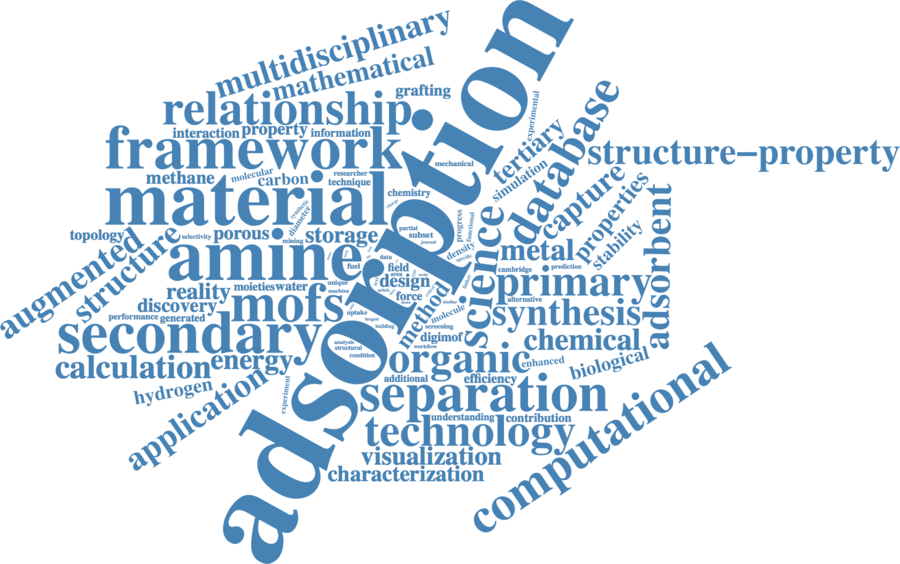 multidisciplinary
mathematical
grafting
relationship
adsorption
experimental
interaction property information
tertiary
database
framework
structure–property
mechanical
simulation
methane
molecular
carbon
researcher
technique
chemistry
capture
properties
material
synthetic
diameter
charge
progress
functional
stability
adsorbent
topology
structure
selectivity
porous
mining
storage
partial
subset
journal
science
density
specific
metal
augmented
amine
fuel
data
field
area
design
cambridge
prediction
primary
reality
moieties
water
unique
machine
article
force
method
similar
alternative
discovery
mofs
uptake
largest
building
molecule
synthesis
performance
generated
secondary
screening
digimof
workflow
chemical
analysis
structural
condition
calculation
energy
organic
enhanced
biological
hydrogen
experiment
additional
efficiency
application
separation
computational
understanding
contribution
technology
visualization
characterization